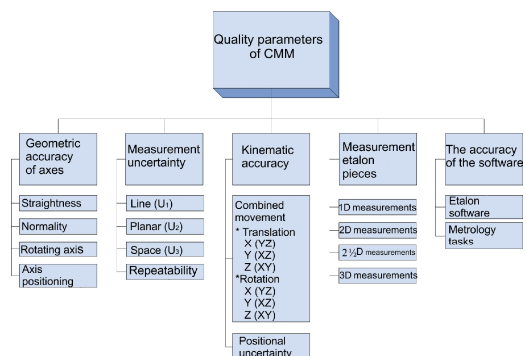 Quality parameters
of CMM
Geometric
accuracy
of axes
Straightness
Normality
Rotating axis
Axis
positioning
Measurement
uncertainty
Line (U₁)
Planar (U₂)
Space (U₃)
Repeatability
Kinematic
accuracy
Combined
movement
* Translation
X (YZ)
Y (XZ)
Z (XY)
*Rotation
X (YZ)
Y (XZ)
Z (XY)
Positional
uncertainty
Measurement
etalon
pieces
1D measurements
2D measurements
2 ½D measurements
3D measurements
The accuracy
of the software
Etalon
software
Metrology
tasks